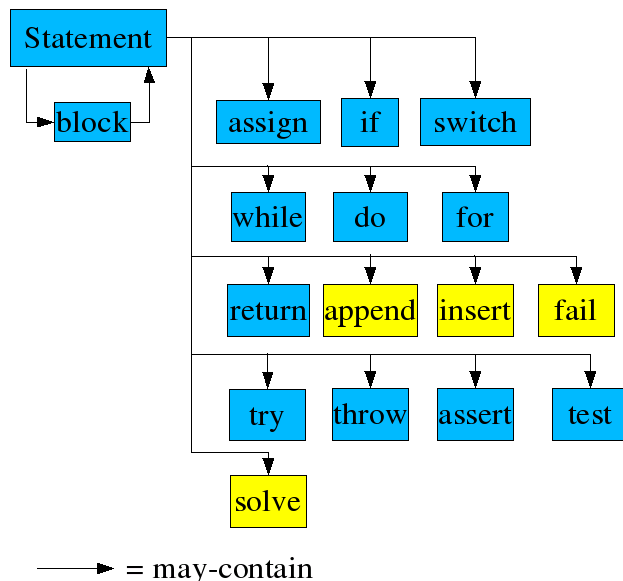 Statement
block
assign if switch
while do for
return append insert fail
try throw assert test
solve
= may-contain